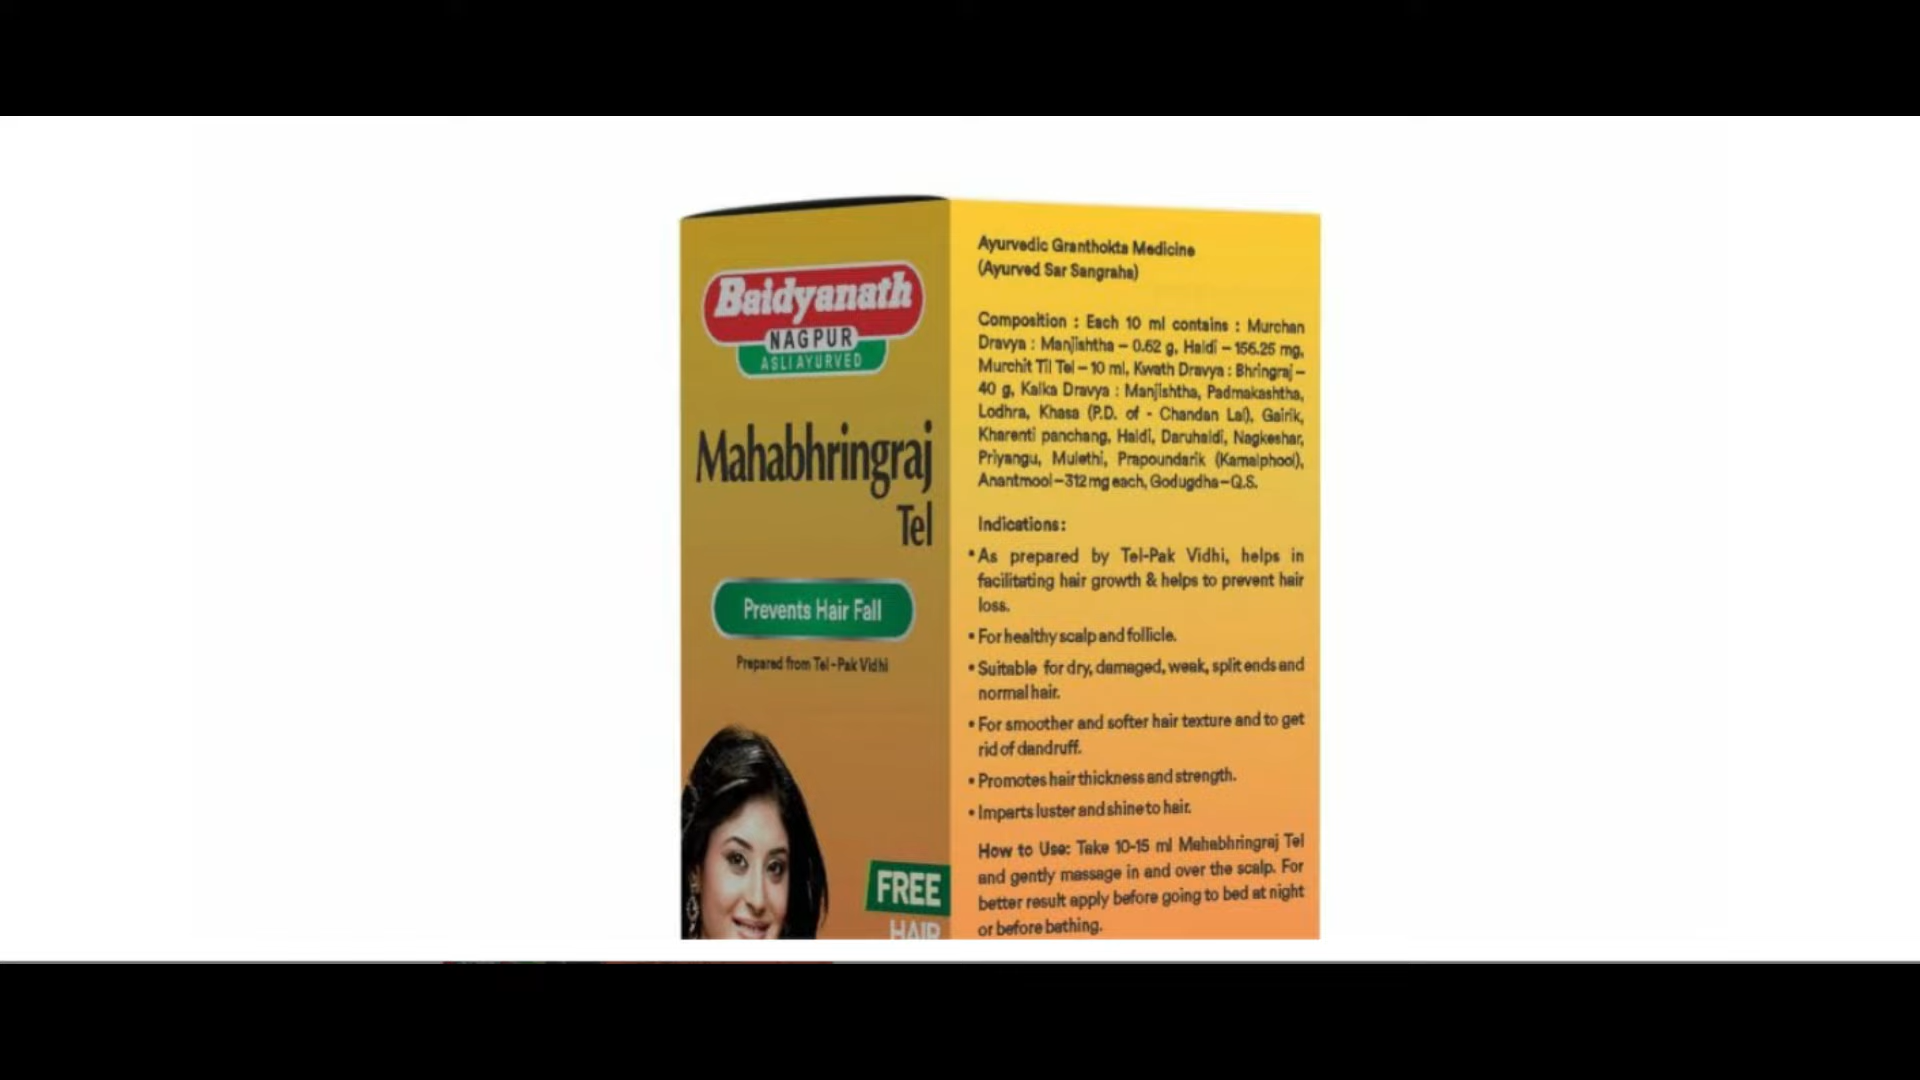 Baidyanath
NAGPUR
ASLI AYURVED
Mahabhringraj
Tel
Prevents Hair Fall
Prepared from Tel-Pak Vidhi
FREE
HAIR
Ayurvedic Granthokta Medicine
(Ayurved Sar Sangraha)
Composition : Each 10 ml contains : Murchan
Dravya : Manjishtha – 0.62 g, Haldi – 156.25 mg,
Murchit Til Tel – 10 ml, Kwath Dravya : Bhringraj –
40 g, Kalka Dravya : Manjishtha, Padmakashtha,
Lodhra, Khasa (P.D. of - Chandan Lal), Gairik,
Kharenti panchang, Haldi, Daruhaldi, Nagkeshar,
Priyangu, Mulethi, Prapoundarik (Kamalphool),
Anantmool – 312 mg each, Godugdha – Q.S.
Indications :
• As prepared by Tel-Pak Vidhi, helps in
facilitating hair growth & helps to prevent hair
loss.
• For healthy scalp and follicle.
• Suitable for dry, damaged, weak, split ends and
normal hair.
• For smoother and softer hair texture and to get
rid of dandruff.
• Promotes hair thickness and strength.
• Imparts luster and shine to hair.
How to Use: Take 10-15 ml Mahabhringraj Tel
and gently massage in and over the scalp. For
better result apply before going to bed at night
or before bathing.